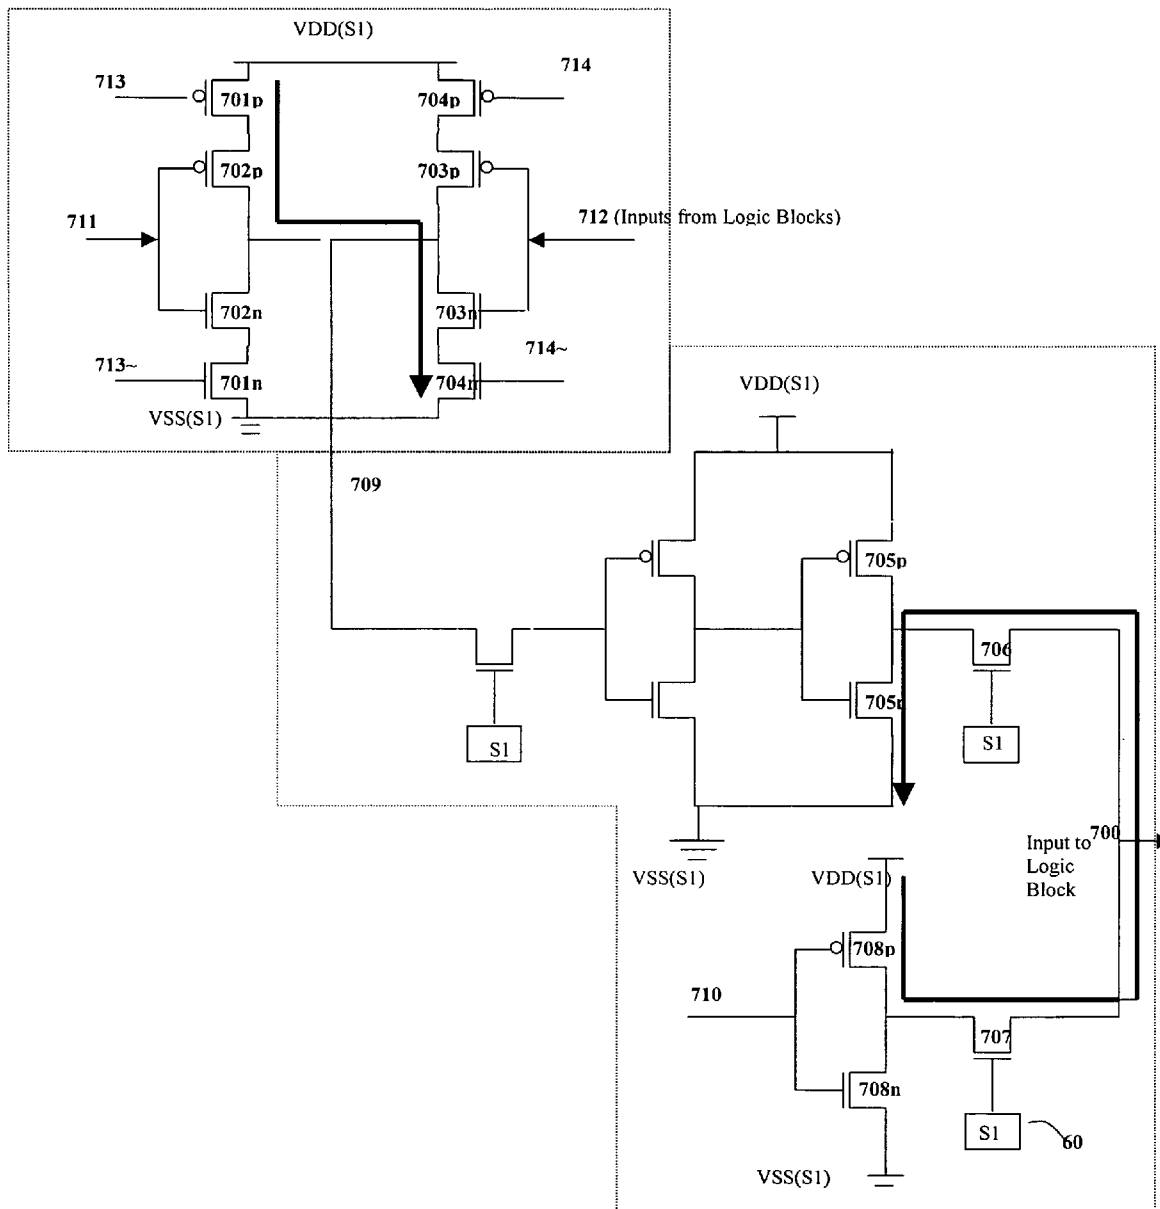 VDD(S1)
713
714
701p
704p
702p
703p
711
712 (Inputs from Logic Blocks)
702n
703n
713~
714~
701n
704n
VSS(S1)
VDD(S1)
709
705p
706
705n
S1
S1
700
Input to
Logic
Block
VSS(S1)
VDD(S1)
708p
710
707
708n
S1
60
VSS(S1)